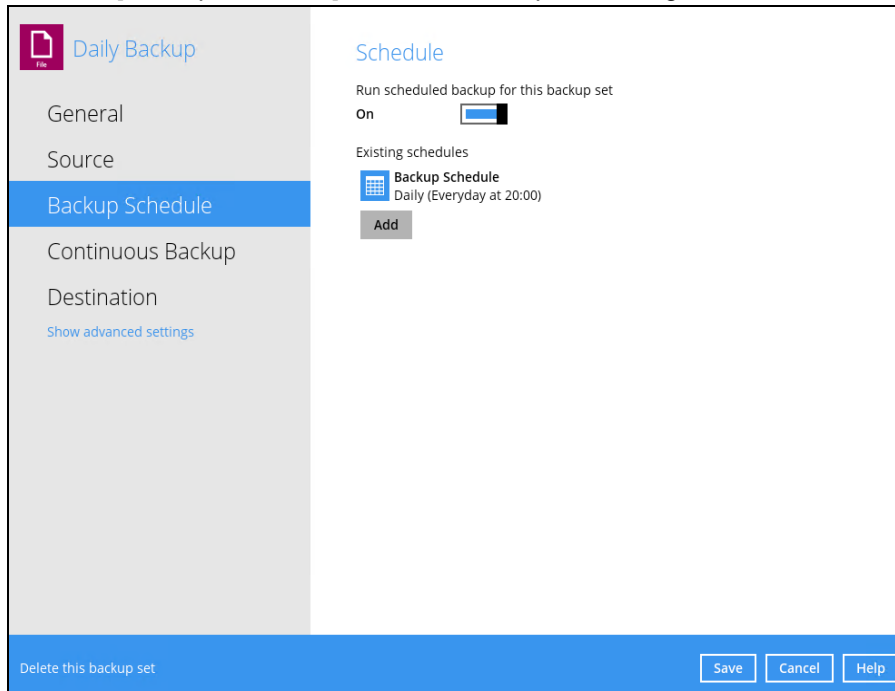 File
Daily Backup
General
Source
Backup Schedule
Continuous Backup
Destination
Show advanced settings
Schedule
Run scheduled backup for this backup set
On
Existing schedules
Backup Schedule
Daily (Everyday at 20:00)
Add
Delete this backup set
Save
Cancel
Help